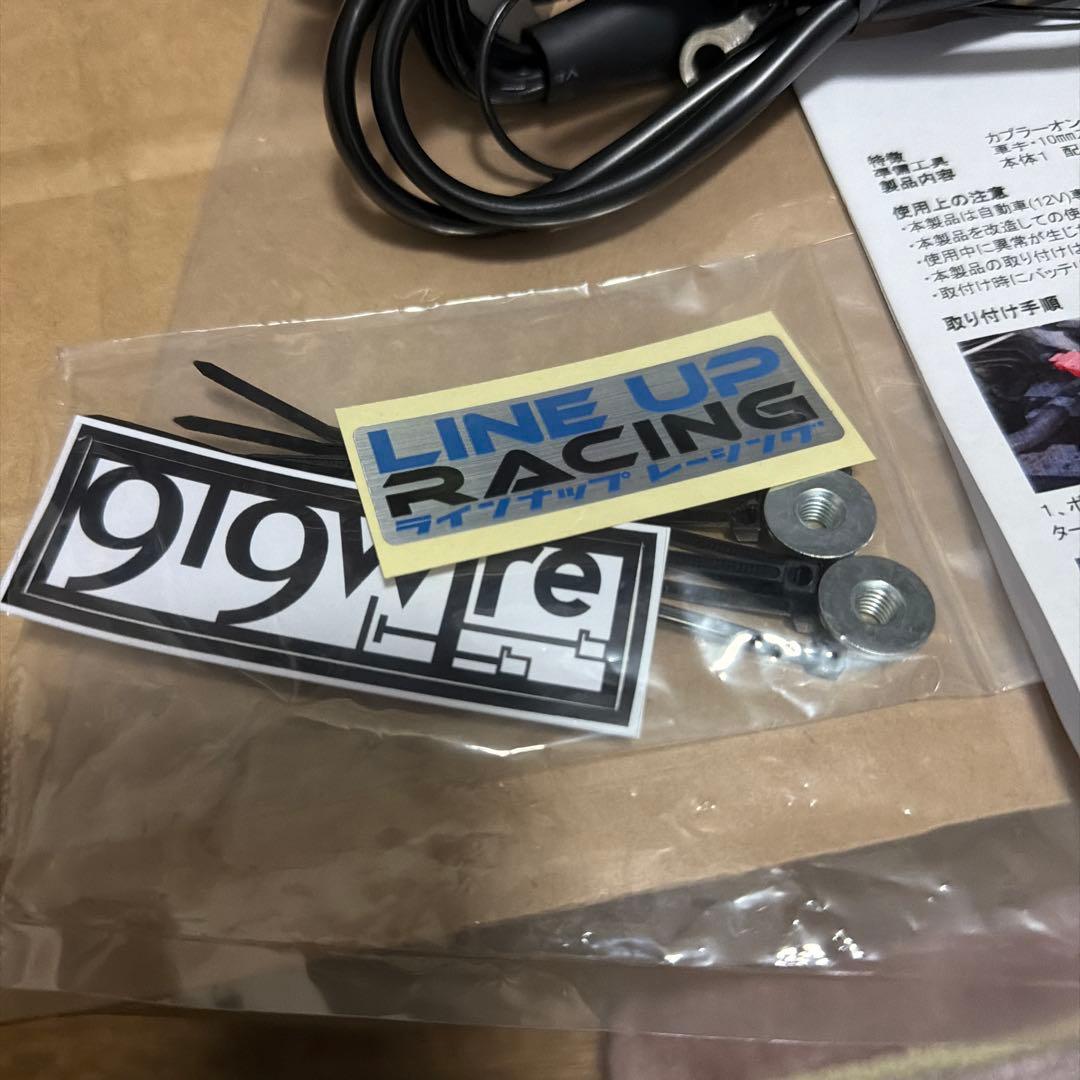 特徴
準備工具
製品内容
カプラーオン
車キ・10mm
本体1 配
使用上の注意
・本製品は自動車(12V)専
・本製品を改造しての使
・使用中に異常が生じ
・本製品の取り付けは
・取付け時にバッテリ
取り付け手順
1、ボ
ター
LINE UP
RACING
ラインナップ レーシング
9T9wire